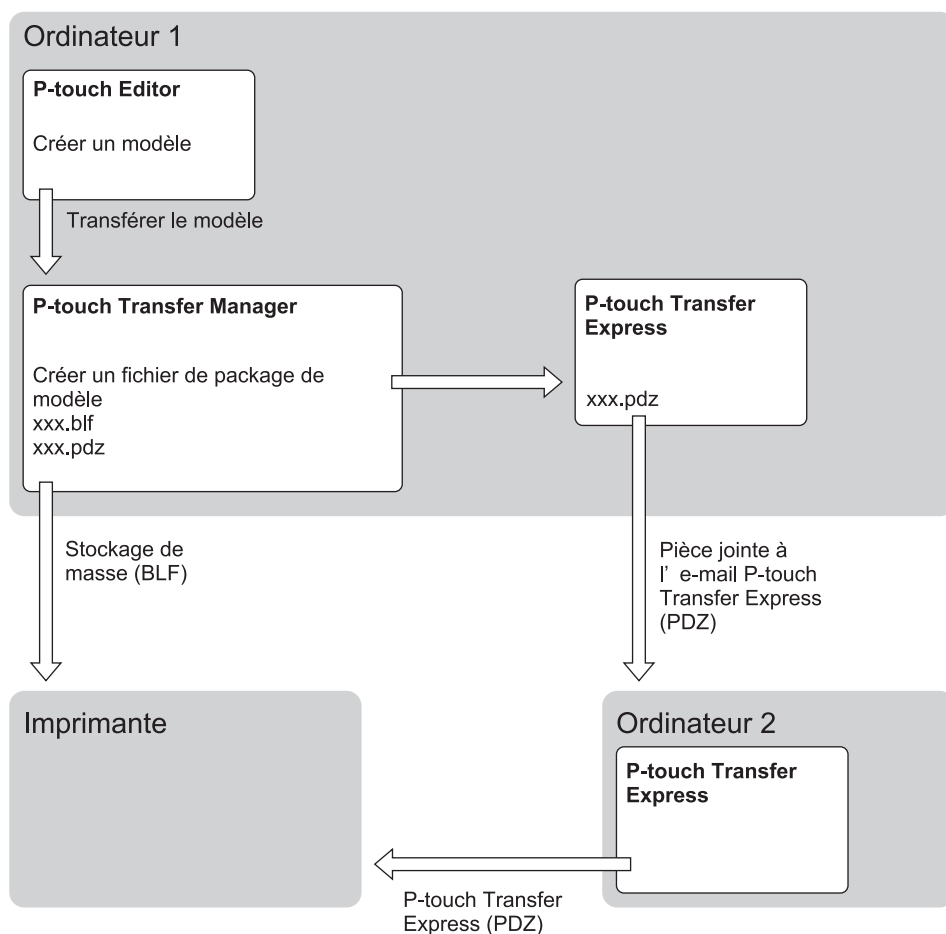 Ordinateur 1
P-touch Editor
Créer un modèle
Transférer le modèle
P-touch Transfer Manager
Créer un fichier de package de
modèle
xxx.blf
xxx.pdz
P-touch Transfer
Express
xxx.pdz
Stockage de
masse (BLF)
Pièce jointe à
l’ e-mail P-touch
Transfer Express
(PDZ)
Imprimante
Ordinateur 2
P-touch Transfer
Express
P-touch Transfer
Express (PDZ)